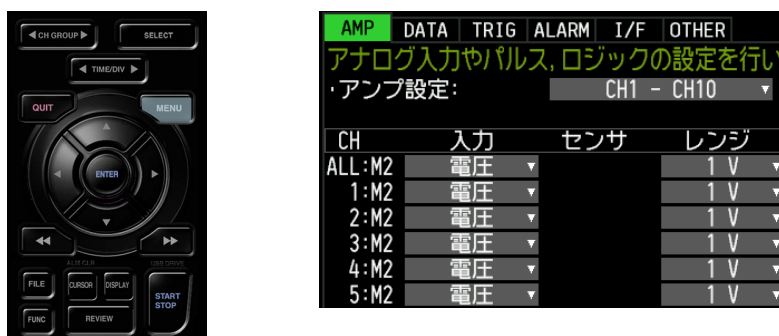 ◀ CH GROUP ▶
SELECT
◀ TIME/DIV ▶
QUIT
MENU
ENTER
ALM CLR
USB DRIVE
FILE
CURSOR
DISPLAY
START
STOP
FUNC
REVIEW
AMP DATA TRIG ALARM I/F OTHER
アナログ入力やパルス,ロジックの設定を行い
・アンプ設定: CH1 - CH10
CH 入力 センサ レンジ
ALL:M2 電圧 1 V
1:M2 電圧 1 V
2:M2 電圧 1 V
3:M2 電圧 1 V
4:M2 電圧 1 V
5:M2 電圧 1 V